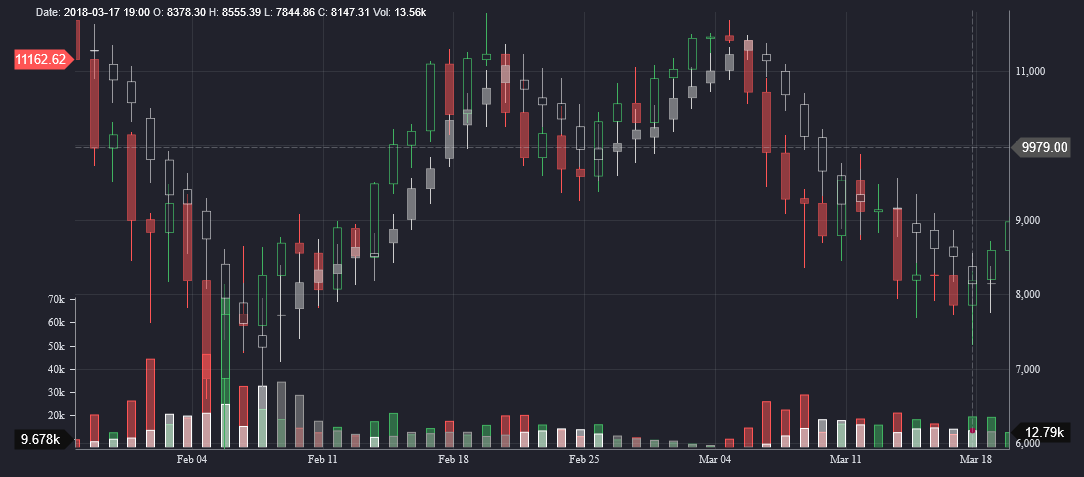 Date: 2018-03-17 19:00 O: 8378.30 H: 8555.39 L: 7844.86 C: 8147.31 Vol: 13.56k
11162.62
11,000
9979.00
9,000
8,000
70k
60k
50k
7,000
40k
30k
20k
9.678k
12.79k
6,000
Feb 04 Feb 11 Feb 18 Feb 25 Mar 04 Mar 11 Mar 18